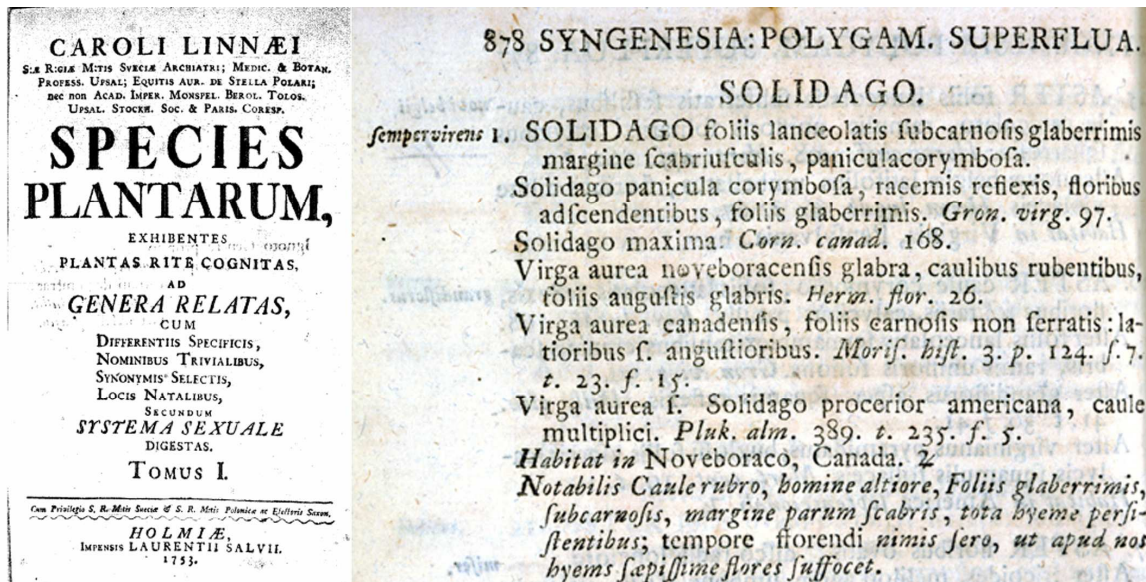 CAROLI LINNÆI
S:Æ R:GIÆ M:TIS SVECIÆ ARCHIATRI; MEDIC. & BOTAN.
PROFESS. UPSAL; EQUITIS AUR. DE STELLA POLARI;
nec non ACAD. IMPER. MONSPEL. BEROL. TOLOS.
UPSAL. STOCKH. SOC. & PARIS. CORESP.
SPECIES
PLANTARUM,
EXHIBENTES
PLANTAS RITE COGNITAS,
AD
GENERA RELATAS,
CUM
DIFFERENTIIS SPECIFICIS,
NOMINIBUS TRIVIALIBUS,
SYNONYMIS SELECTIS,
LOCIS NATALIBUS,
SECUNDUM
SYSTEMA SEXUALE
DIGESTAS.
TOMUS I.
Cum Privilegio S. R. M:tis Sueciæ & S. R. M:tis Polonicæ ac Electoris Saxon.
HOLMIÆ,
IMPENSIS LAURENTII SALVII.
1753.
878 SYNGENESIA: POLYGAM. SUPERFLUA.
SOLIDAGO.
ſempervirens 1. SOLIDAGO foliis lanceolatis ſubcarnoſis glaberrimis
margine ſcabriuſculis, paniculacorymboſa.
Solidago panicula corymboſa, racemis reflexis, floribus
adſcendentibus, foliis glaberrimis. Gron. virg. 97.
Solidago maxima. Corn. canad. 168.
Virga aurea noveboracenſis glabra, caulibus rubentibus,
foliis anguſtis glabris. Herm. flor. 26.
Virga aurea canadenſis, foliis carnoſis non ſerratis: la-
tioribus ſ. anguſtioribus. Moriſ. hiſt. 3. p. 124. ſ. 7.
t. 23. f. 15.
Virga aurea ſ. Solidago procerior americana, caule
multiplici. Pluk. alm. 389. t. 235. f. 5.
Habitat in Noveboraco, Canada. ♃
Notabilis Caule rubro, homine altiore, Foliis glaberrimis,
ſubcarnoſis, margine parum ſcabris, tota hyeme perſi-
ſtentibus; tempore florendi nimis ſero, ut apud nos
hyems ſæpiſſime flores ſuffocet.